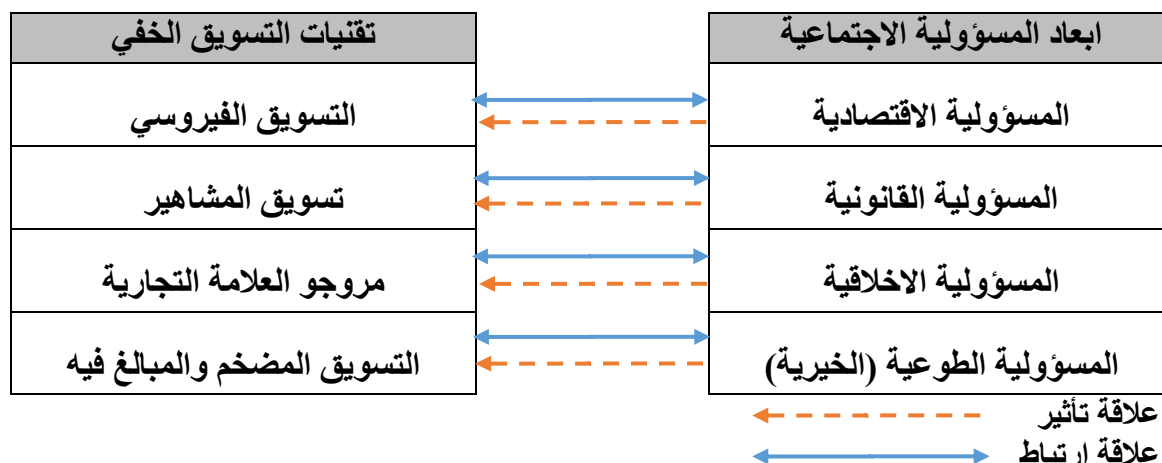 ابعاد المسؤولية الاجتماعية
تقنيات التسويق الخفي
المسؤولية الاقتصادية
التسويق الفيروسي
المسؤولية القانونية
تسويق المشاهير
المسؤولية الاخلاقية
مروجو العلامة التجارية
المسؤولية الطوعية (الخيرية)
التسويق المضخم والمبالغ فيه
علاقة تأثير
علاقة ارتباط